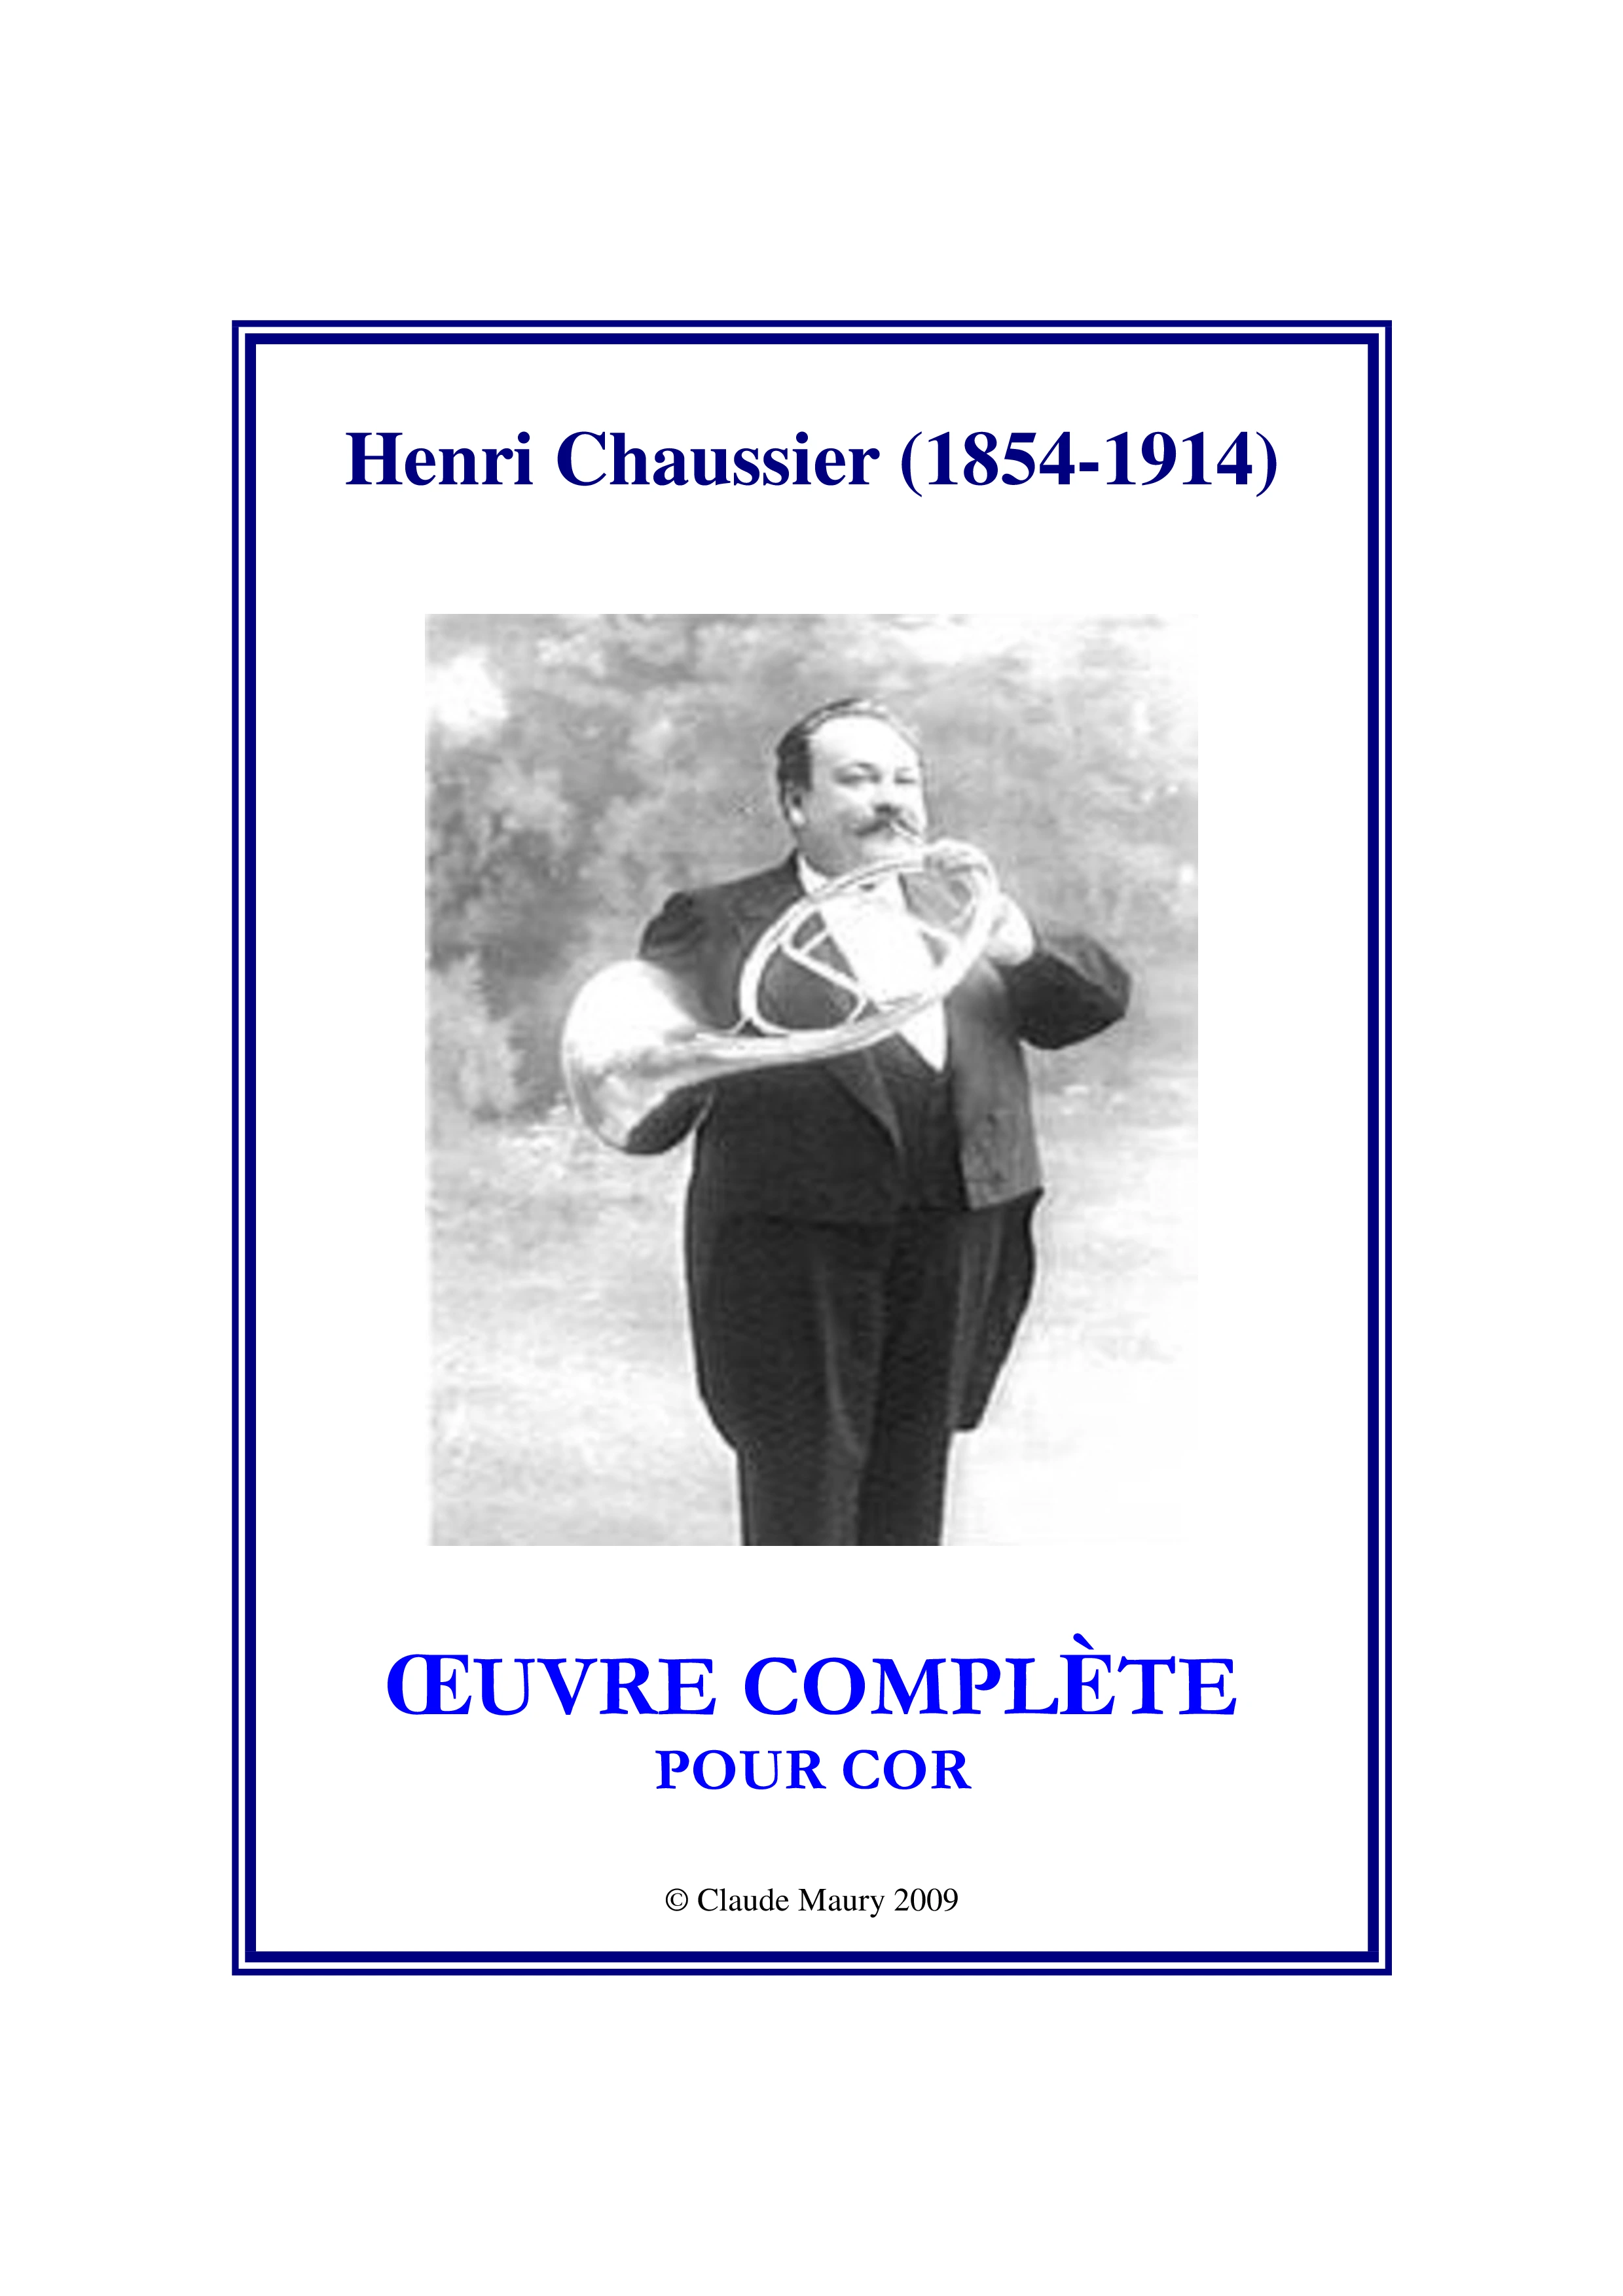 Henri Chaussier (1854-1914)
ŒUVRE COMPLÈTE
POUR COR
© Claude Maury 2009